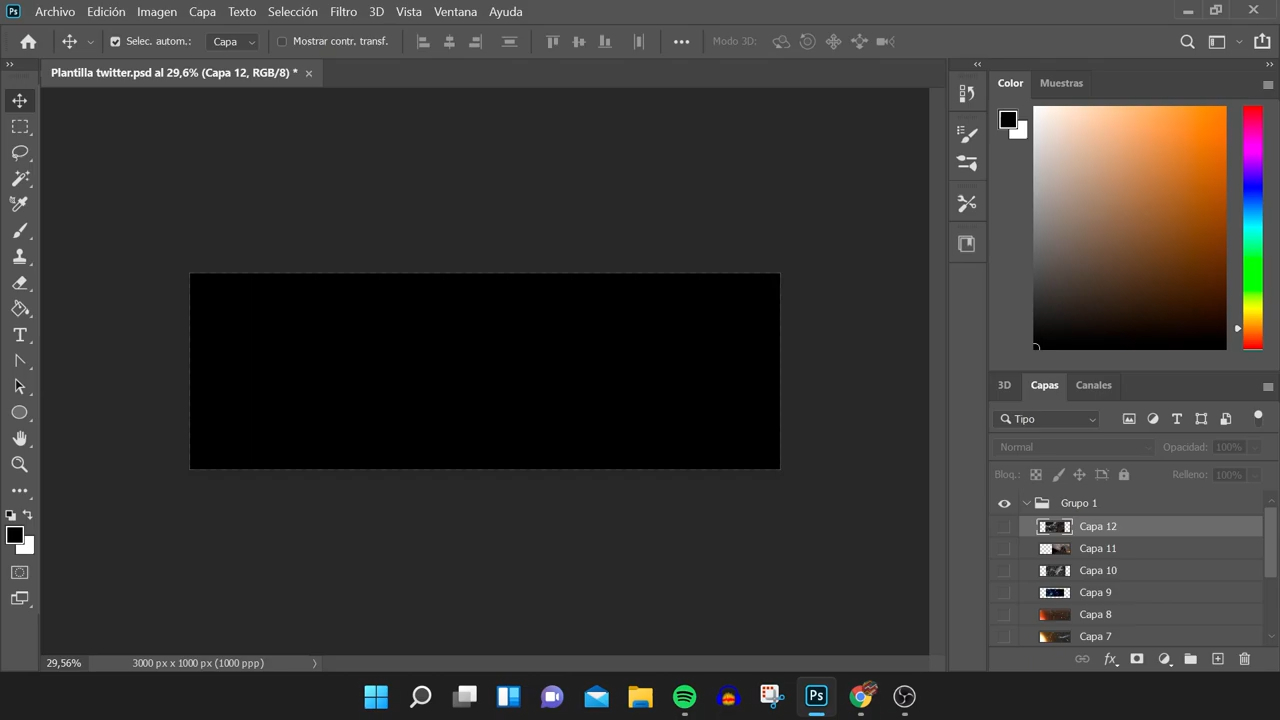 Ps Archivo Edición Imagen Capa Texto Selección Filtro 3D Vista Ventana Ayuda
Selec. autom.: Capa Mostrar contr. transf. Modo 3D:
Plantilla twitter.psd al 29,6% (Capa 12, RGB/8) *
Color Muestras
3D Capas Canales
Tipo
Normal Opacidad: 100%
Bloq.: Relleno: 100%
Grupo 1
Capa 12
Capa 11
Capa 10
Capa 9
Capa 8
Capa 7
fx
29,56% 3000 px x 1000 px (1000 ppp)
Ps